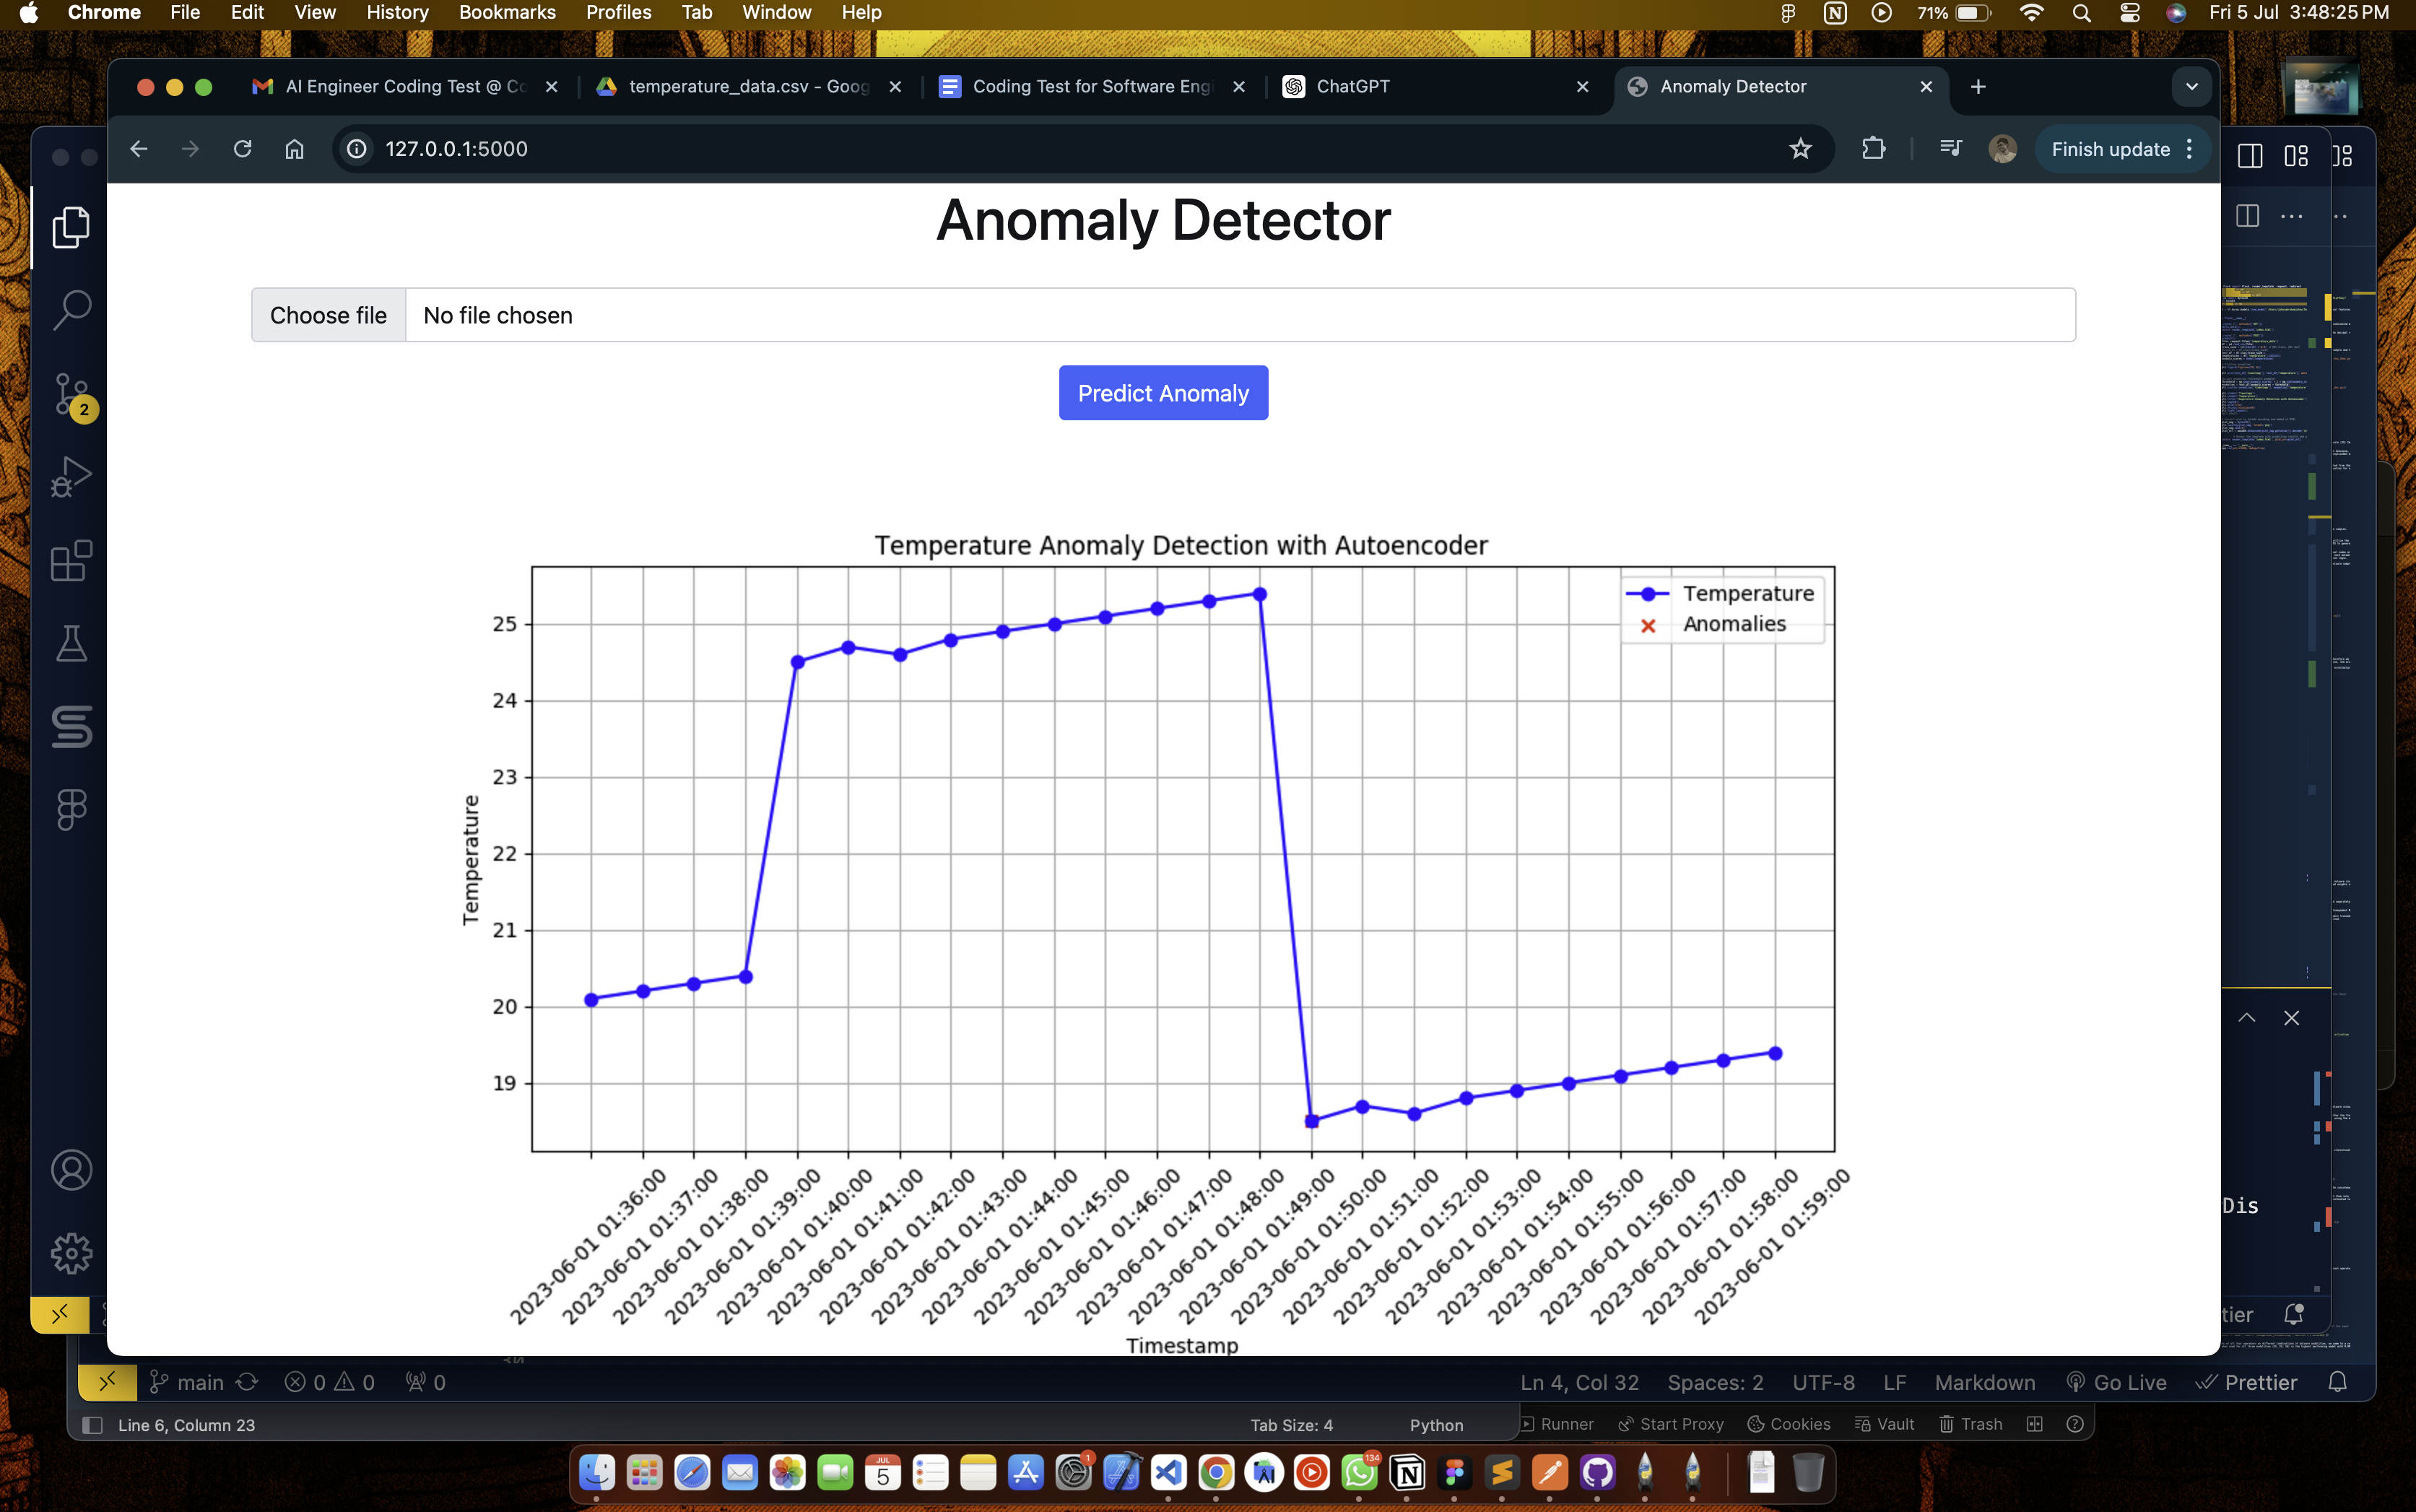 Chrome File Edit View History Bookmarks Profiles Tab Window Help 71% Fri 5 Jul 3:48:25 PM
AI Engineer Coding Test @ Co temperature_data.csv - Goog Coding Test for Software Engi ChatGPT Anomaly Detector
127.0.0.1:5000 Finish update
Anomaly Detector
Choose file No file chosen
2
Predict Anomaly
Temperature Anomaly Detection with Autoencoder
Temperature
Anomalies
25
24
23
22
21
20
19
Temperature
2023-06-01 01:36:00
2023-06-01 01:37:00
2023-06-01 01:38:00
2023-06-01 01:39:00
2023-06-01 01:40:00
2023-06-01 01:41:00
2023-06-01 01:42:00
2023-06-01 01:43:00
2023-06-01 01:44:00
2023-06-01 01:45:00
2023-06-01 01:46:00
2023-06-01 01:47:00
2023-06-01 01:48:00
2023-06-01 01:49:00
2023-06-01 01:50:00
2023-06-01 01:51:00
2023-06-01 01:52:00
2023-06-01 01:53:00
2023-06-01 01:54:00
2023-06-01 01:55:00
2023-06-01 01:56:00
2023-06-01 01:57:00
2023-06-01 01:58:00
2023-06-01 01:59:00
Timestamp
Dis
tier
main 0 0 0 Ln 4, Col 32 Spaces: 2 UTF-8 LF Markdown Go Live Prettier
Line 6, Column 23 Tab Size: 4 Python Runner Start Proxy Cookies Vault Trash
JUL
5
1
134